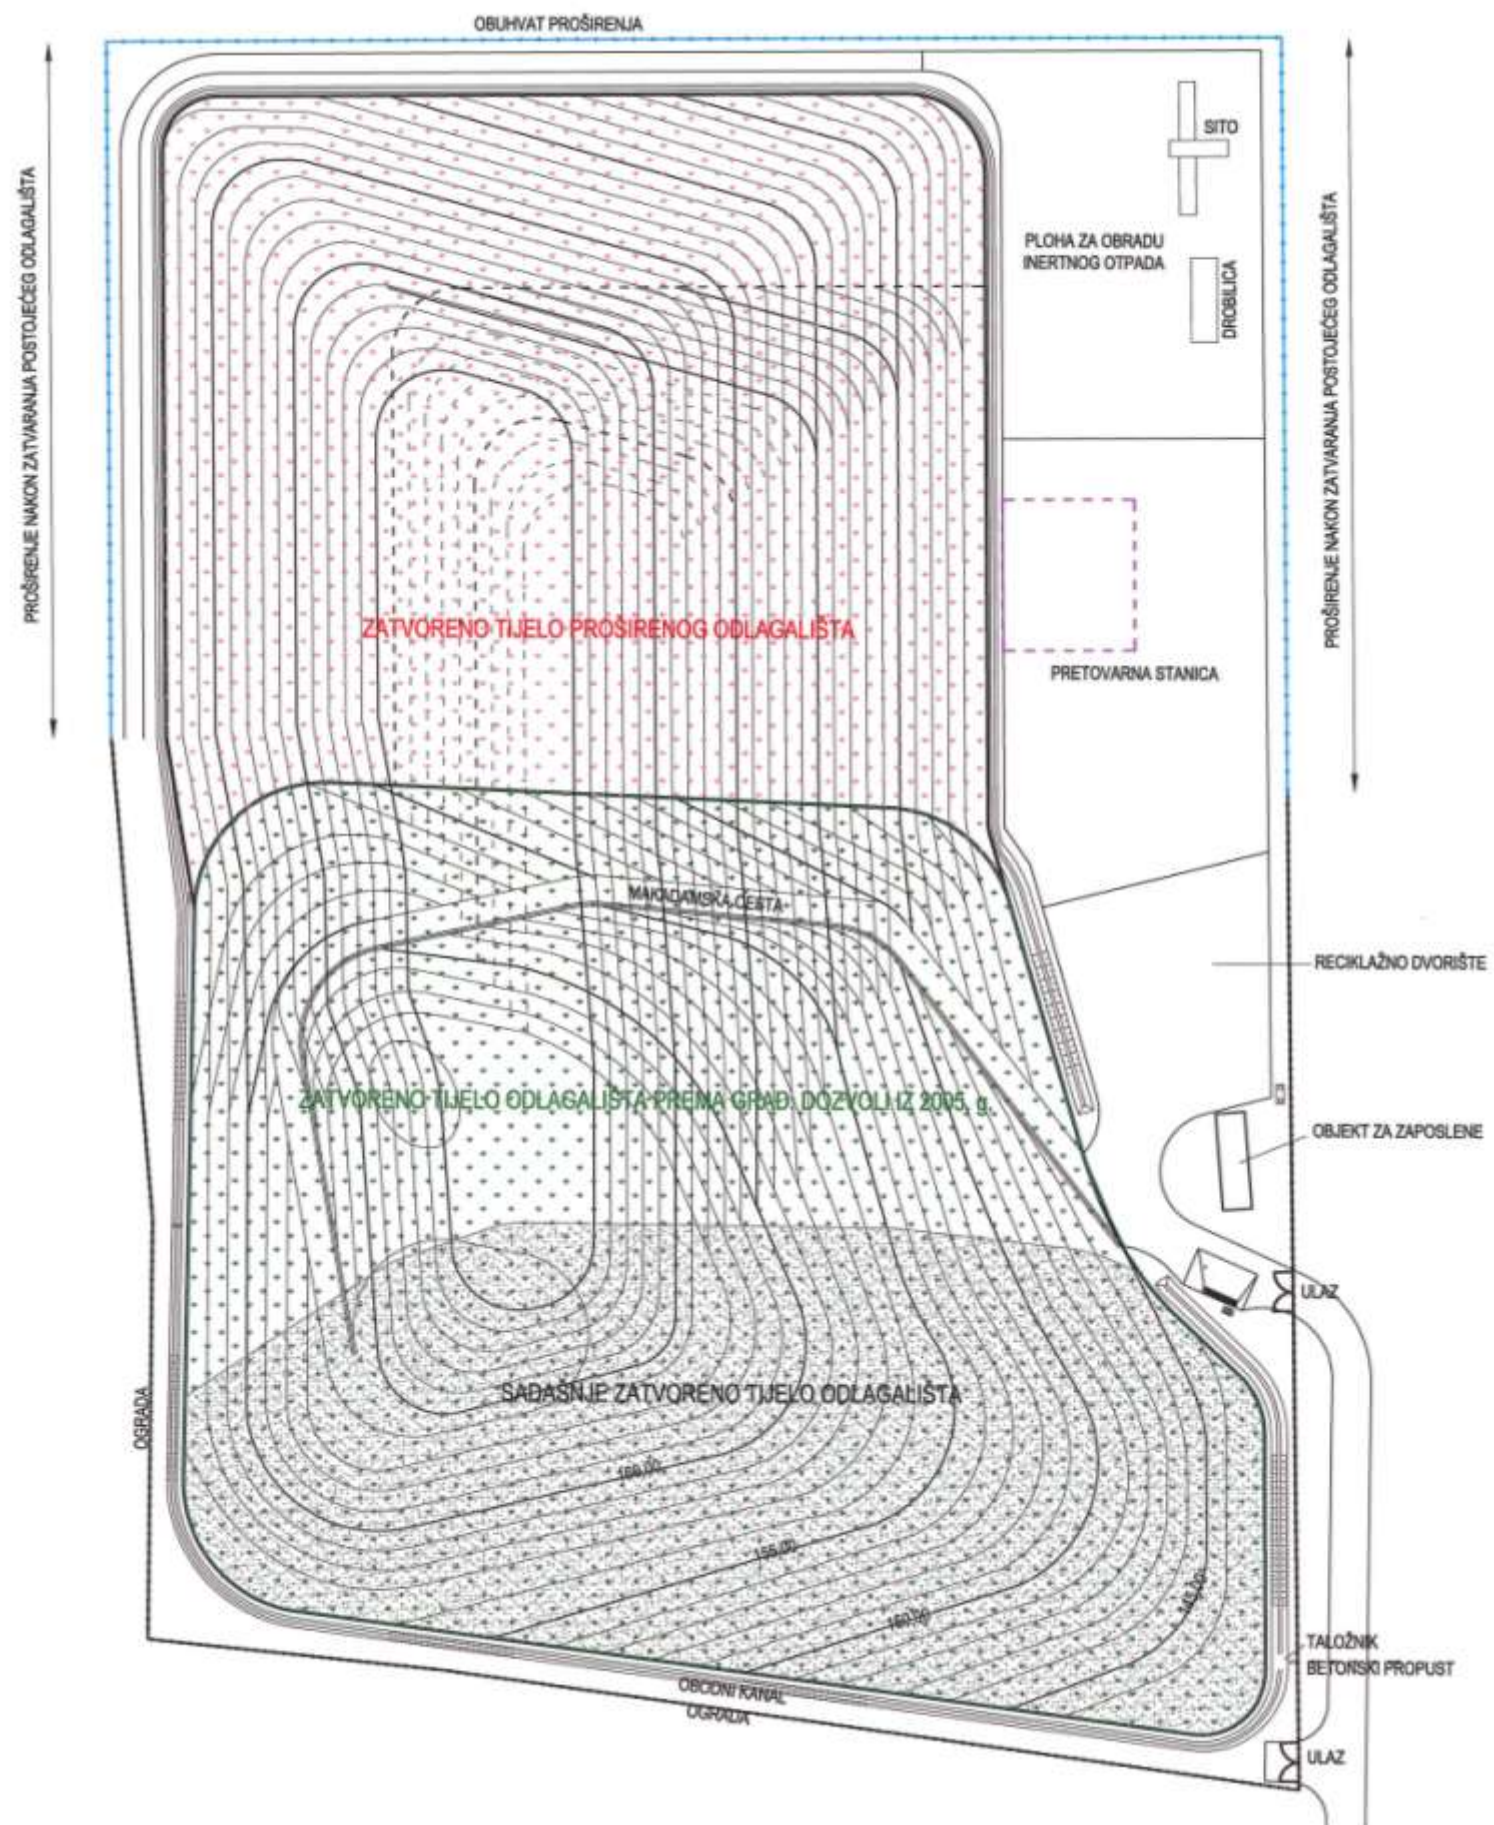 OBUHVAT PROŠIRENJA
PROŠIRENJE NAKON ZATVARANJA POSTOJEĆEG ODLAGALIŠTA
PROŠIRENJE NAKON ZATVARANJA POSTOJEĆEG ODLAGALIŠTA
SITO
PLOHA ZA OBRADU
INERTNOG OTPADA
DROBILICA
ZATVORENO TIJELO PROŠIRENOG ODLAGALIŠTA
PRETOVARNA STANICA
MAKADAMSKA CESTA
RECIKLAŽNO DVORIŠTE
ZATVORENO TIJELO ODLAGALIŠTA PREMA GRAĐ. DOZVOLI IZ 2005. g.
OBJEKT ZA ZAPOSLENE
ULAZ
SADAŠNJE ZATVORENO TIJELO ODLAGALIŠTA
OGRADA
155,00
145,00
TALOŽNIK
BETONSKI PROPUST
OBODNI KANAL
OGRADA
ULAZ